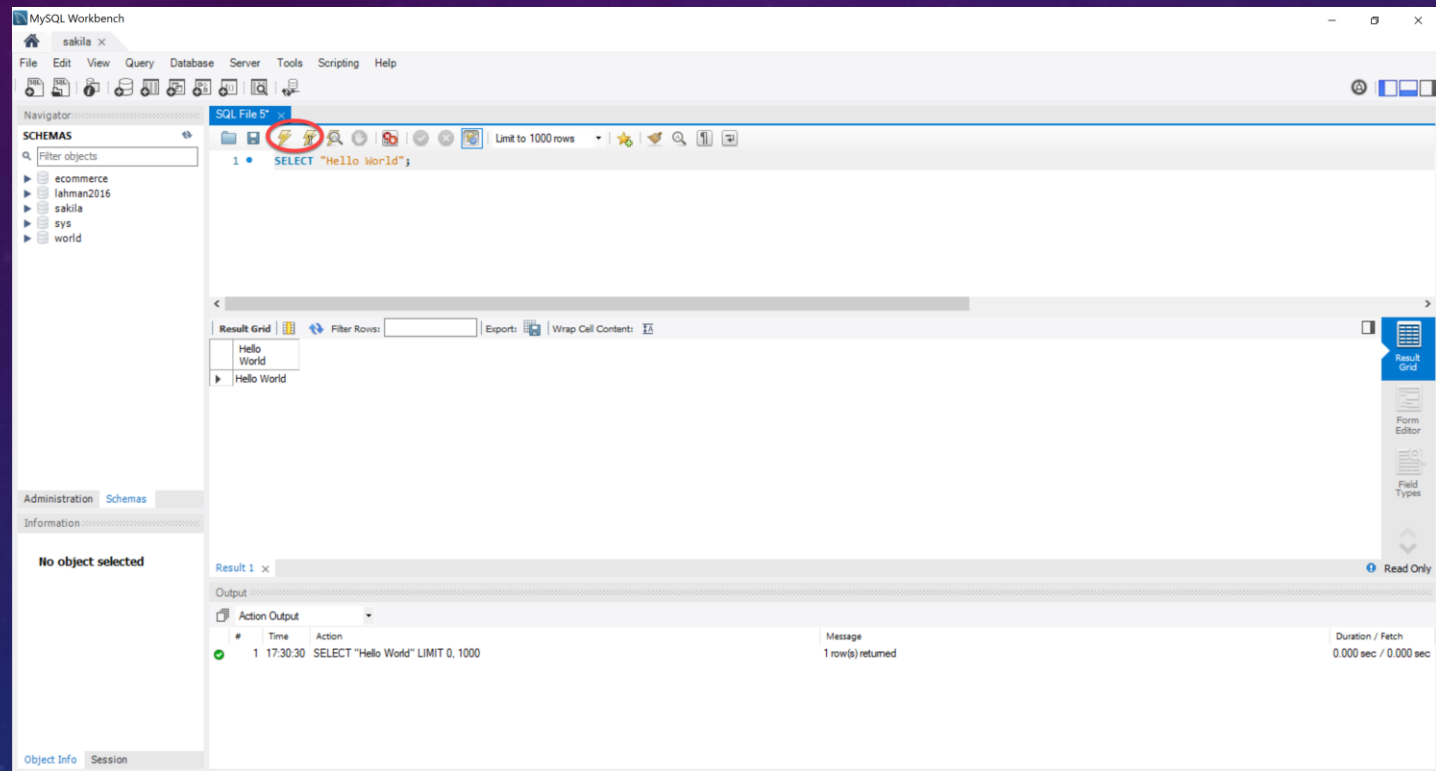 MySQL Workbench
sakila
File Edit View Query Database Server Tools Scripting Help
Navigator
SCHEMAS
Filter objects
ecommerce
lahman2016
sakila
sys
world
Administration Schemas
Information
No object selected
Object Info Session
SQL File 5*
Limit to 1000 rows
1 SELECT "Hello World";
Result Grid Filter Rows: Export: Wrap Cell Content:
Hello
World
Hello World
Result
Grid
Form
Editor
Field
Types
Result 1
Read Only
Output
Action Output
# Time Action Message Duration / Fetch
1 17:30:30 SELECT "Hello World" LIMIT 0, 1000 1 row(s) returned 0.000 sec / 0.000 sec